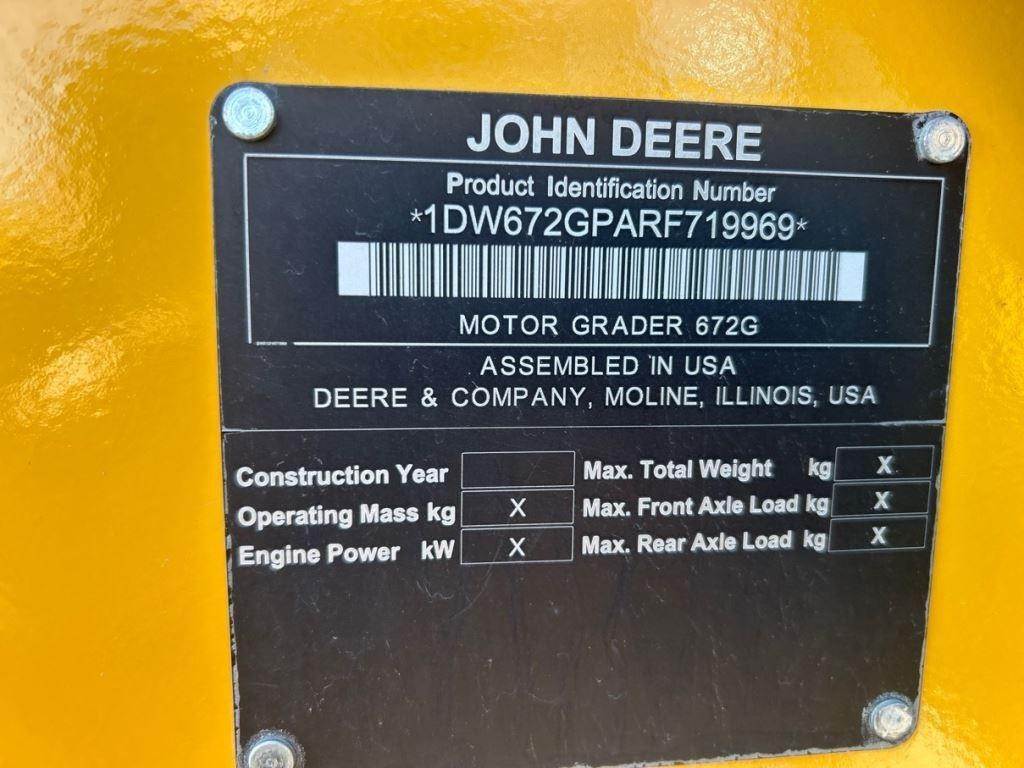 JOHN DEERE
Product Identification Number
*1DW672GPARF719969*
MOTOR GRADER 672G
ASSEMBLED IN USA
DEERE & COMPANY, MOLINE, ILLINOIS, USA
Construction Year
Max. Total Weight kg X
Operating Mass kg X
Max. Front Axle Load kg X
Engine Power kW X
Max. Rear Axle Load kg X